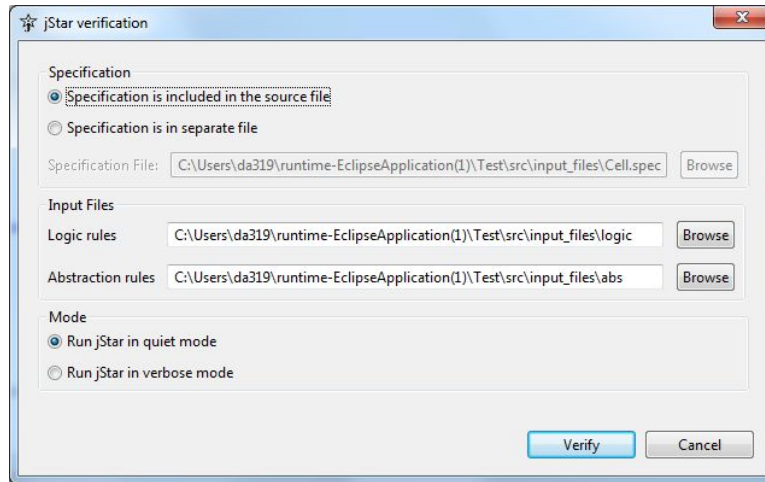 jStar verification
Specification
Specification is included in the source file
Specification is in separate file
Specification File: C:\Users\da319\runtime-EclipseApplication(1)\Test\src\input_files\Cell.spec Browse
Input Files
Logic rules C:\Users\da319\runtime-EclipseApplication(1)\Test\src\input_files\logic Browse
Abstraction rules C:\Users\da319\runtime-EclipseApplication(1)\Test\src\input_files\abs Browse
Mode
Run jStar in quiet mode
Run jStar in verbose mode
Verify Cancel